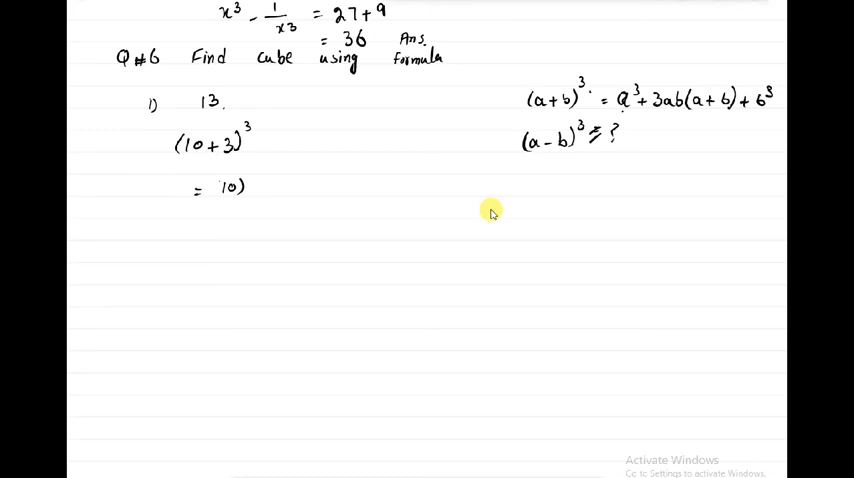 x³ - 1/x³ = 27+9
= 36 Ans.
Q#6 Find cube using formula
1) 13.
(10+3)³
= 10)
(a+b)³ = a³+3ab(a+b)+b³
(a-b)³ = ?
Activate Windows
Go to Settings to activate Windows.